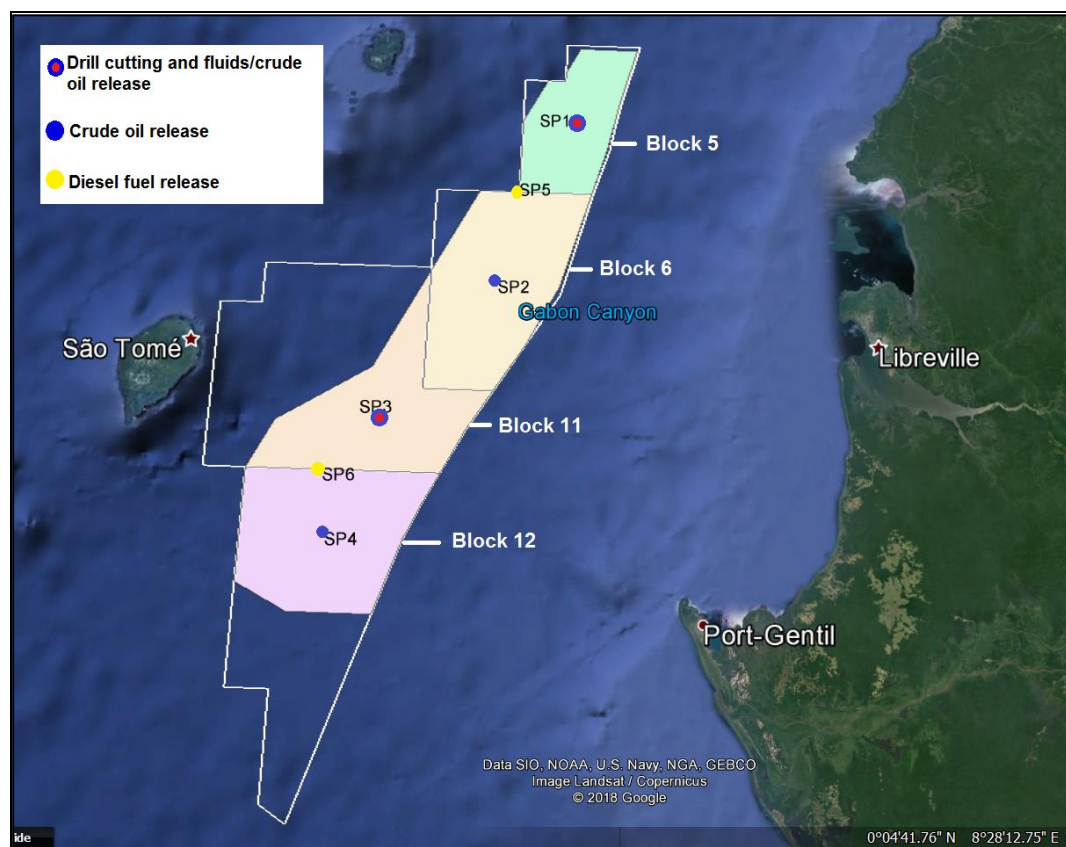 Drill cutting and fluids/crude
oil release
Crude oil release
Diesel fuel release
SP1
Block 5
SP5
Block 6
SP2
Gabon Canyon
São Tomé
Libreville
SP3
Block 11
SP6
SP4
Block 12
Port-Gentil
Data SIO, NOAA, U.S. Navy, NGA, GEBCO
Image Landsat / Copernicus
© 2018 Google
ide
0°04'41.76" N 8°28'12.75" E